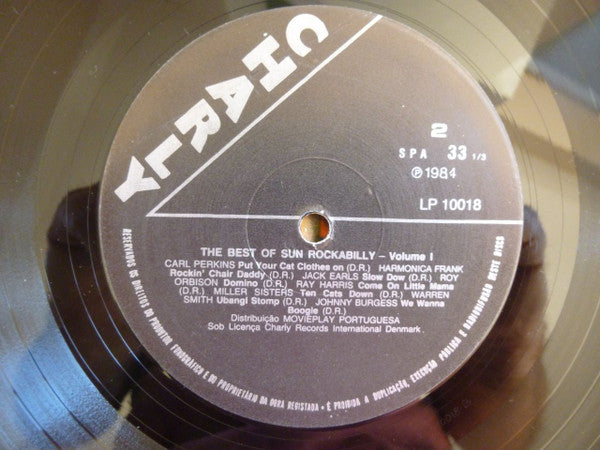 CHARLY
2
SPA 33 1/3
Ⓟ 1984
LP 10018
THE BEST OF SUN ROCKABILLY – Volume I
CARL PERKINS Put Your Cat Clothes on (D.R.) HARMONICA FRANK
Rockin' Chair Daddy (D.R.) JACK EARLS Slow Dow (D.R.) ROY
ORBISON Domino (D.R.) RAY HARRIS Come On Little Mama
(D.R.) MILLER SISTERS Ten Cats Down (D.R.) WARREN
SMITH Ubangi Stomp (D.R.) JOHNNY BURGESS We Wanna
Boogie (D.R.)
Distribuição MOVIEPLAY PORTUGUESA
Sob Licença Charly Records International Denmark.
RESERVADOS OS DIREITOS DO PRODUTOR FONOGRÁFICO E DO PROPRIETÁRIO DA OBRA REGISTADA • É PROIBIDA A DUPLICAÇÃO, EXECUÇÃO PÚBLICA E RADIODIFUSÃO DESTE DISCO